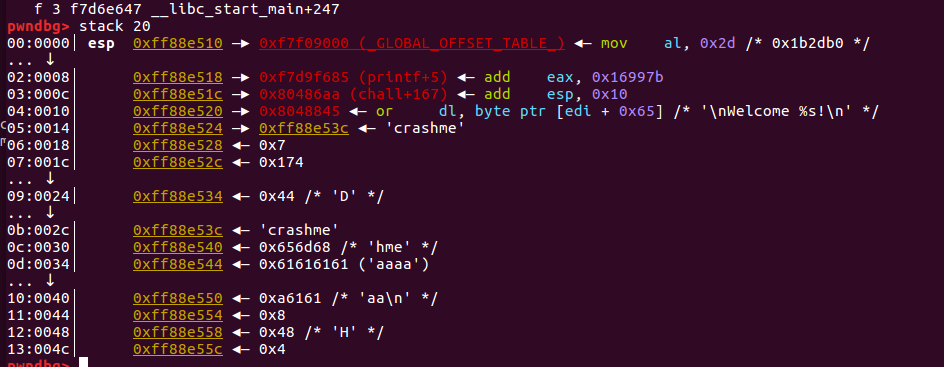 f 3 f7d6e647 __libc_start_main+247
pwndbg> stack 20
00:0000│ esp 0xff88e510 —▸ 0xf7f09000 (_GLOBAL_OFFSET_TABLE_) ◂— mov al, 0x2d /* 0x1b2db0 */
... ↓
02:0008│ 0xff88e518 —▸ 0xf7d9f685 (printf+5) ◂— add eax, 0x16997b
03:000c│ 0xff88e51c —▸ 0x80486aa (chall+167) ◂— add esp, 0x10
04:0010│ 0xff88e520 —▸ 0x8048845 ◂— or dl, byte ptr [edi + 0x65] /* '\nWelcome %s!\n' */
05:0014│ 0xff88e524 —▸ 0xff88e53c ◂— 'crashme'
06:0018│ 0xff88e528 ◂— 0x7
07:001c│ 0xff88e52c ◂— 0x174
... ↓
09:0024│ 0xff88e534 ◂— 0x44 /* 'D' */
... ↓
0b:002c│ 0xff88e53c ◂— 'crashme'
0c:0030│ 0xff88e540 ◂— 0x656d68 /* 'hme' */
0d:0034│ 0xff88e544 ◂— 0x61616161 ('aaaa')
... ↓
10:0040│ 0xff88e550 ◂— 0xa6161 /* 'aa\n' */
11:0044│ 0xff88e554 ◂— 0x8
12:0048│ 0xff88e558 ◂— 0x48 /* 'H' */
13:004c│ 0xff88e55c ◂— 0x4
pwndbg>